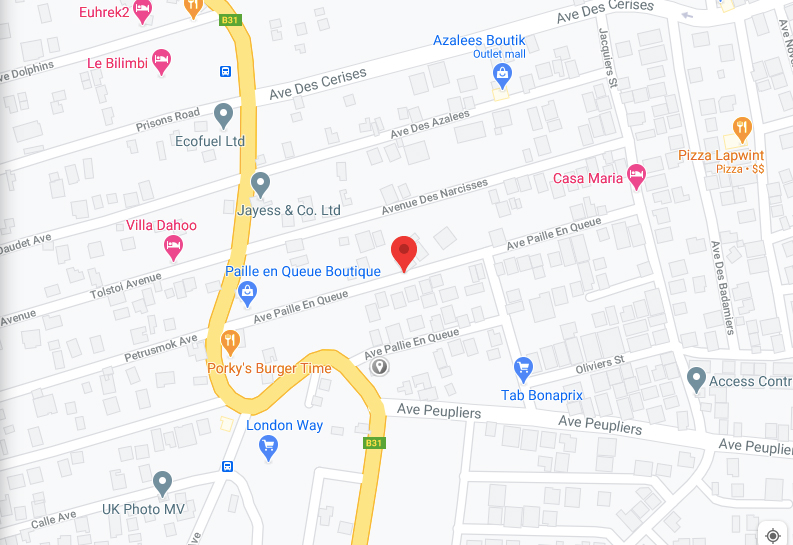 Euhrek2
B31
Ave Des Cerises
Azalees Boutik
Outlet mall
Jacquiers St
Le Bilimbi
ve Dolphins
Ave Des Cerises
Prisons Road
Ecofuel Ltd
Ave Des Azalees
Pizza Lapwint
Pizza • $$
Casa Maria
Avenue Des Narcisses
Jayess & Co. Ltd
Villa Dahoo
Daudet Ave
Ave Paille En Queue
Ave Des Badamiers
Tolstoi Avenue
Paille en Queue Boutique
Avenue
Ave Paille En Queue
Petrusmok Ave
Ave Pallie En Queue
Porky's Burger Time
Oliviers St
Tab Bonaprix
Access Contr
Ave Peupliers
Ave Peupliers
Ave Peuplier
London Way
B31
UK Photo MV
Calle Ave
Ave